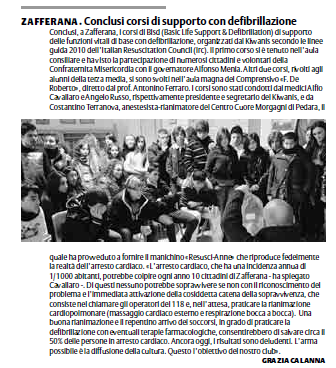 ZAFFERANA. Conclusi corsi di supporto con defibrillazione
Conclusi, a Zafferana, i corsi di Blsd (Basic Life Support & Defibrillation) di supporto
delle funzioni vitali di base con defibrillazione, organizzati dal Kiwanis secondo le linee
guida 2010 dell'Italian Resuscitation Council (Irc). Il primo corso si è tenuto nell'aula
consiliare e ha visto la partecipazione di numerosi cittadini e volontari della
Confraternita Misericordia con il governatore Alfonso Menia. Altri due corsi, rivolti agli
alunni della terza media, si sono svolti nell'aula magna del Comprensivo «F. De
Roberto», diretto dal prof. Antonino Ferraro. I corsi sono stati condotti dai medici Alfio
Cavallaro e Angelo Russo, rispettivamente presidente e segretario del Kiwanis, e da
Costantino Terranova, anestesista-rianimatore del Centro Cuore Morgagni di Pedara, il
quale ha proveduto a fornire il manichino «Resusci-Anne» che riproduce fedelmente
la realtà dell'arresto cardiaco. «L'arresto cardiaco, che ha una incidenza annua di
1/1000 abitanti, potrebbe colpire ogni anno 10 cittadini di Zafferana - ha spiegato
Cavallaro -. Di questi nessuno potrebbe sopravvivere se non con il riconoscimento del
problema e l'immediata attivazione della cosiddetta catena della sopravvivenza, che
consiste nel chiamare gli operatori del 118 e, nell'attesa, praticare la rianimazione
cardiopolmonare (massaggio cardiaco esterno e respirazione bocca a bocca). Una
buona rianimazione e il repentino arrivo dei soccorsi, in grado di praticare la
defibrillazione con eventuali terapie farmacologiche, consentirebbero di salvare circa il
50% delle persone in arresto cardiaco. Ancora oggi, i risultati sono deludenti. L'arma
possibile è la diffusione della cultura. Questo l'obiettivo del nostro club».
GRAZIA CALANNA